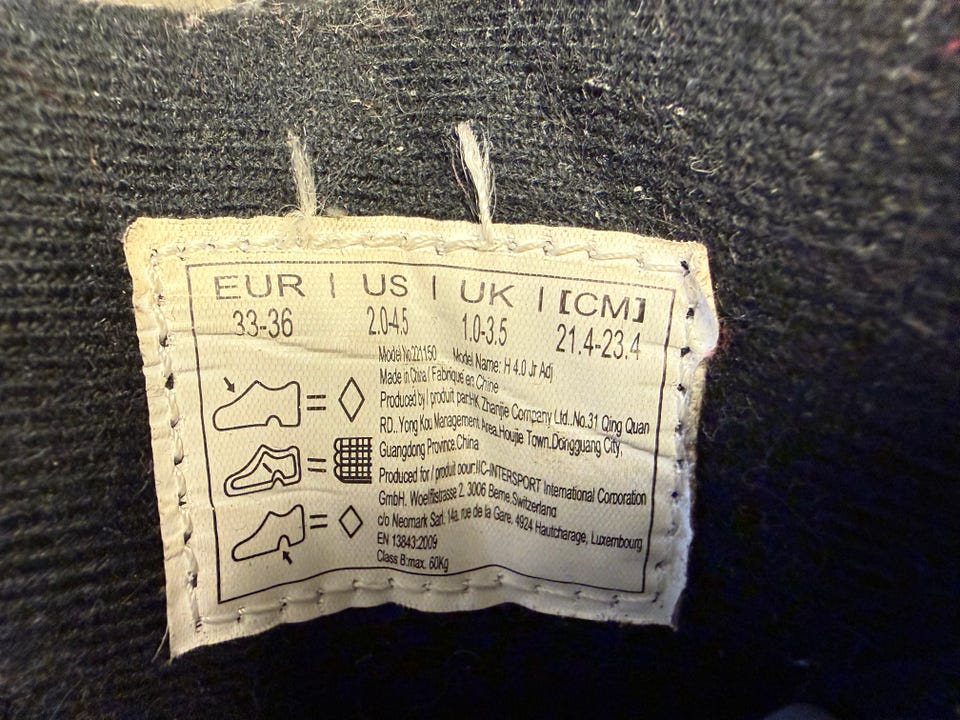 EUR | US | UK | [CM]
33-36 2.0-4.5 1.0-3.5 21.4-23.4
Model No:221150 Model Name: H 4.0 Jr Adj
Made in China / Fabriqué en Chine
Produced by / produit par:HK Zhanjie Company Ltd..No.31 Qing Quan
RD..Yong Kou Management Area.Houjie Town.Dongguang City,
Guangdong Province.China
Produced for / produit pour:IIC-INTERSPORT International Corporation
GmbH. Woelflistrasse 2. 3006 Berne.Switzerland
c/o Neomark Sarl. 14a. rue de la Gare. 4924 Hautcharage, Luxembourg
EN 13843:2009
Class B:max. 60Kg